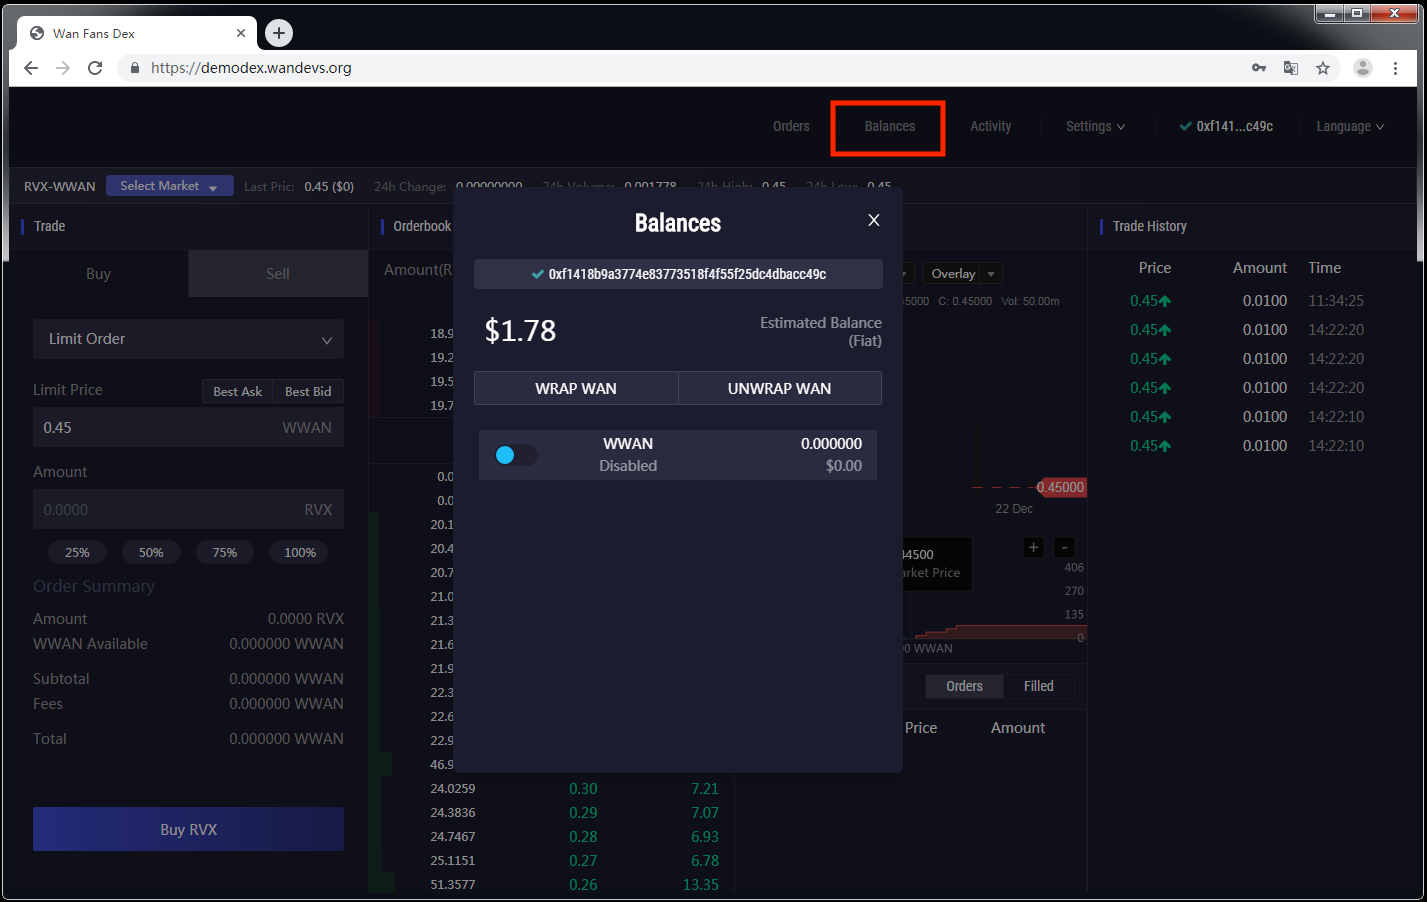 Wan Fans Dex
https://demodex.wandevs.org
Orders Balances Activity Settings 0xf141...c49c Language
RVX-WWAN Select Market Last Pric: 0.45 ($0) 24h Change: 0.00000000 24h Volume: 0.001778 24h High: 0.45 24h Low: 0.45
Trade
Buy Sell
Limit Order
Limit Price Best Ask Best Bid
0.45 WWAN
Amount
0.0000 RVX
25% 50% 75% 100%
Order Summary
Amount 0.0000 RVX
WWAN Available 0.000000 WWAN
Subtotal 0.000000 WWAN
Fees 0.000000 WWAN
Total 0.000000 WWAN
Buy RVX
Orderbook
Amount(R
18.9
19.2
19.5
19.7
0.0
0.0
20.1
20.4
20.7
21.0
21.3
21.6
21.9
22.3
22.6
22.9
46.9
24.0259 0.30 7.21
24.3836 0.29 7.07
24.7467 0.28 6.93
25.1151 0.27 6.78
51.3577 0.26 13.35
Balances X
0xf1418b9a3774e83773518f4f55f25dc4dbacc49c
$1.78 Estimated Balance
(Fiat)
WRAP WAN UNWRAP WAN
WWAN 0.000000
Disabled $0.00
Overlay
45000 C: 0.45000 Vol: 50.00m
0.45000
22 Dec
44500
arket Price
+ -
406
270
135
0
00 WWAN
Orders Filled
Price Amount
Trade History
Price Amount Time
0.45 0.0100 11:34:25
0.45 0.0100 14:22:20
0.45 0.0100 14:22:20
0.45 0.0100 14:22:20
0.45 0.0100 14:22:10
0.45 0.0100 14:22:10